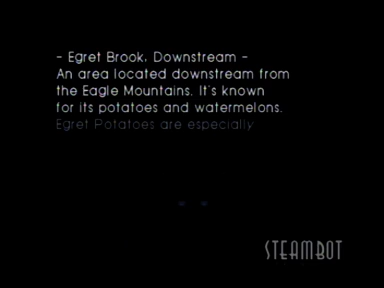 - Egret Brook, Downstream -
An area located downstream from
the Eagle Mountains. It's known
for its potatoes and watermelons.
Egret Potatoes are especially
STEAMBOT